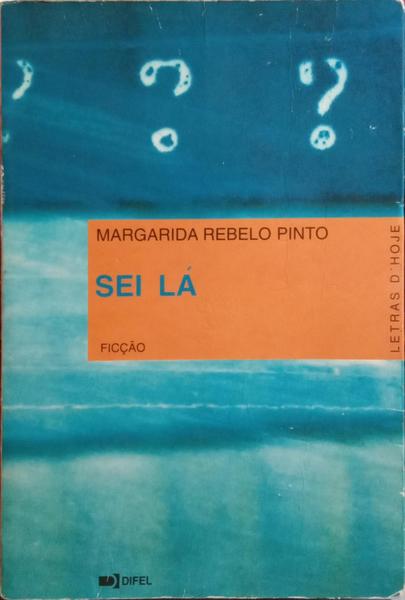 ? ? ?
MARGARIDA REBELO PINTO
SEI LÁ
FICÇÃO
LETRAS D'HOJE
DIFEL